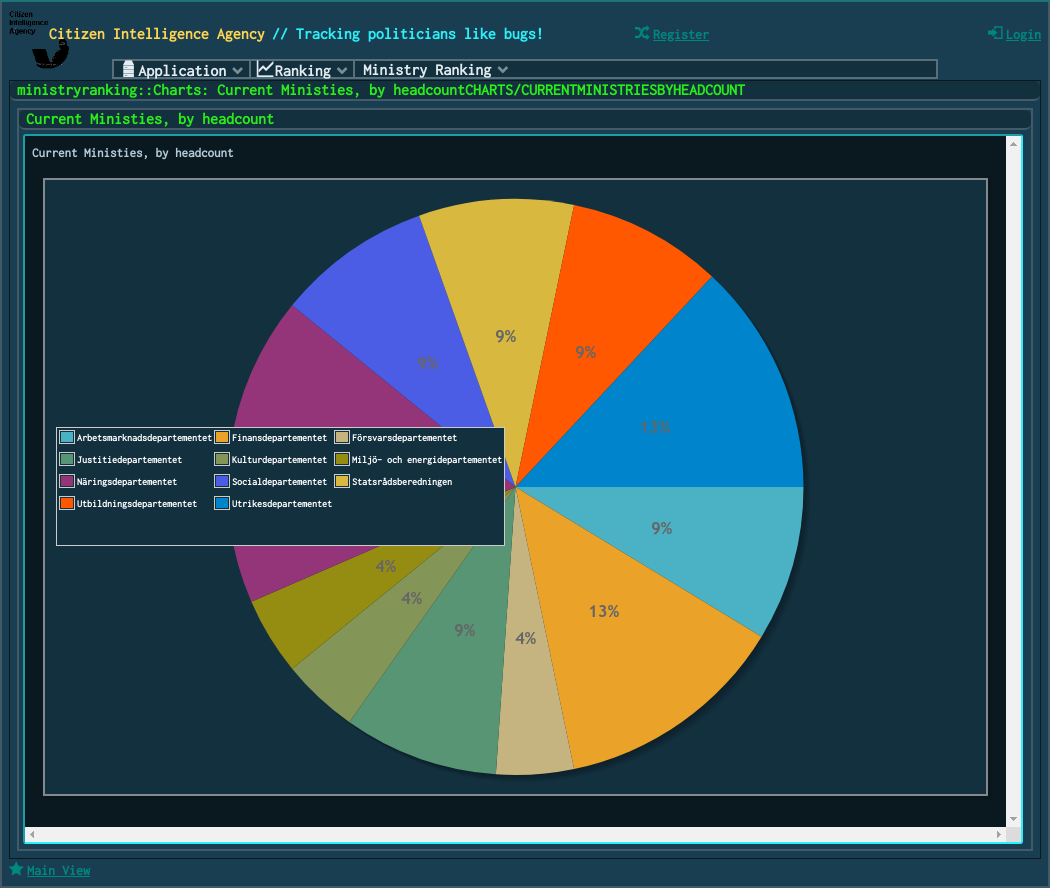 Citizen
Intelligence
Agency
Citizen Intelligence Agency // Tracking politicians like bugs!
Register
Login
Application
Ranking
Ministry Ranking
ministryranking::Charts: Current Ministies, by headcountCHARTS/CURRENTMINISTRIESBYHEADCOUNT
Current Ministies, by headcount
Current Ministies, by headcount
9%
9%
9%
13%
Arbetsmarknadsdepartementet Finansdepartementet Försvarsdepartementet
Justitiedepartementet Kulturdepartementet Miljö- och energidepartementet
Näringsdepartementet Socialdepartementet Statsrådsberedningen
Utbildningsdepartementet Utrikesdepartementet
9%
4%
4%
13%
9%
4%
Main View